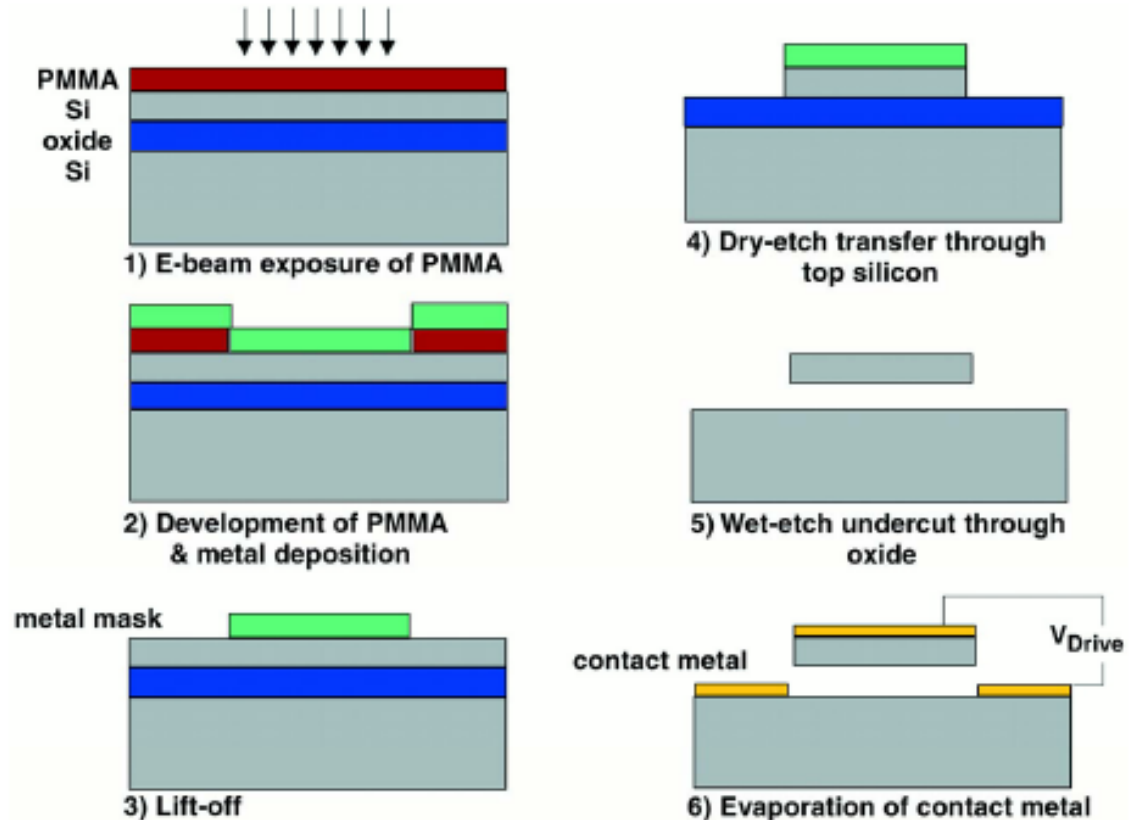 PMMA
Si
oxide
Si
1) E-beam exposure of PMMA
2) Development of PMMA
& metal deposition
metal mask
3) Lift-off
4) Dry-etch transfer through
top silicon
5) Wet-etch undercut through
oxide
contact metal
VDrive
6) Evaporation of contact metal